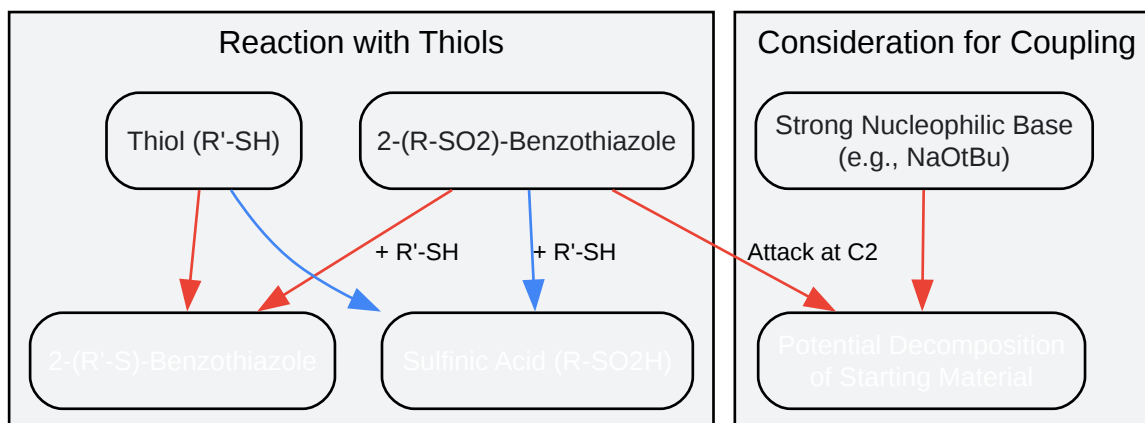 Reaction with Thiols
Consideration for Coupling
Thiol (R'-SH)
2-(R-SO2)-Benzothiazole
Strong Nucleophilic Base
(e.g., NaOtBu)
+ R'-SH
+ R'-SH
Attack at C2
2-(R'-S)-Benzothiazole
Sulfinic Acid (R-SO2H)
Potential Decomposition
of Starting Material